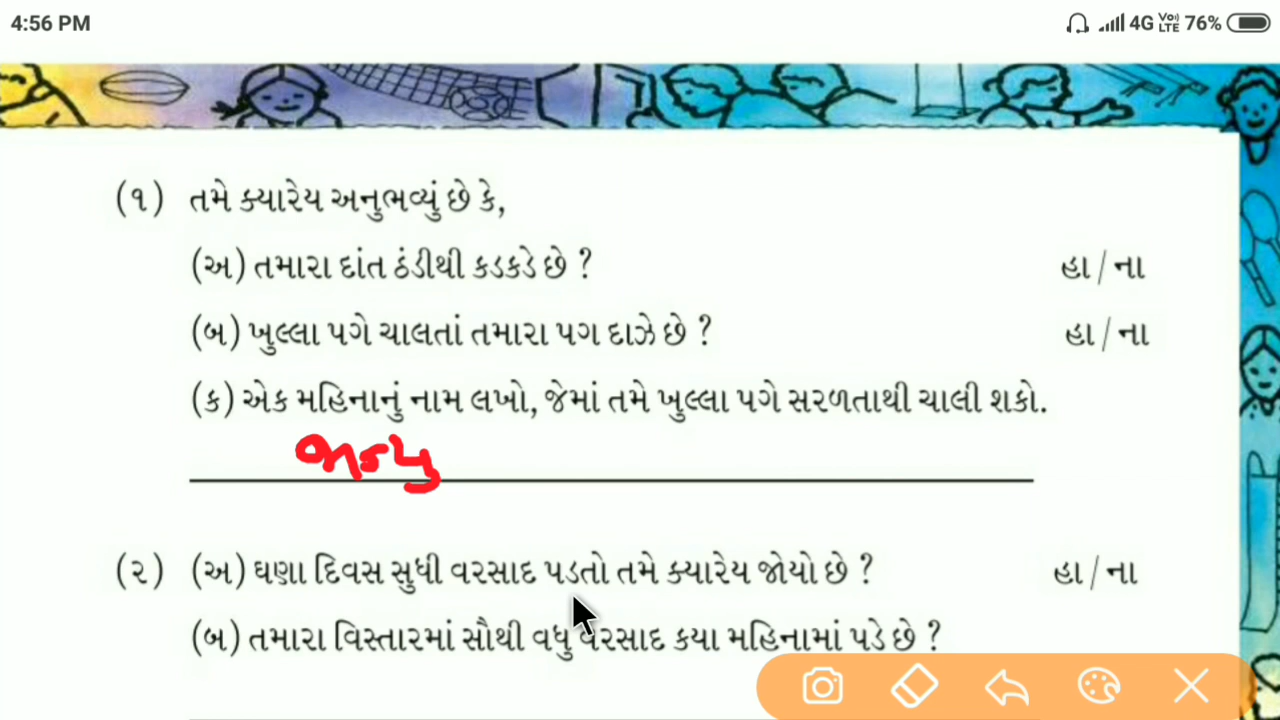 4:56 PM 4G VoLTE 76%
(૧) તમે ક્યારેય અનુભવ્યું છે કે,
(અ) તમારા દાંત ઠંડીથી કડકડે છે ? હા / ના
(બ) ખુલ્લા પગે ચાલતાં તમારા પગ દાઝે છે ? હા / ના
(ક) એક મહિનાનું નામ લખો, જેમાં તમે ખુલ્લા પગે સરળતાથી ચાલી શકો.
(૨) (અ) ઘણા દિવસ સુધી વરસાદ પડતો તમે ક્યારેય જોયો છે ? હા / ના
(બ) તમારા વિસ્તારમાં સૌથી વધુ વરસાદ કયા મહિનામાં પડે છે ?